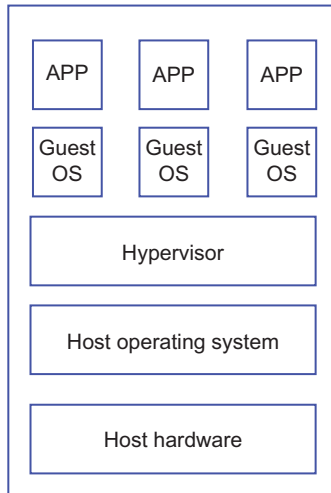 APP APP APP
Guest OS Guest OS Guest OS
Hypervisor
Host operating system
Host hardware